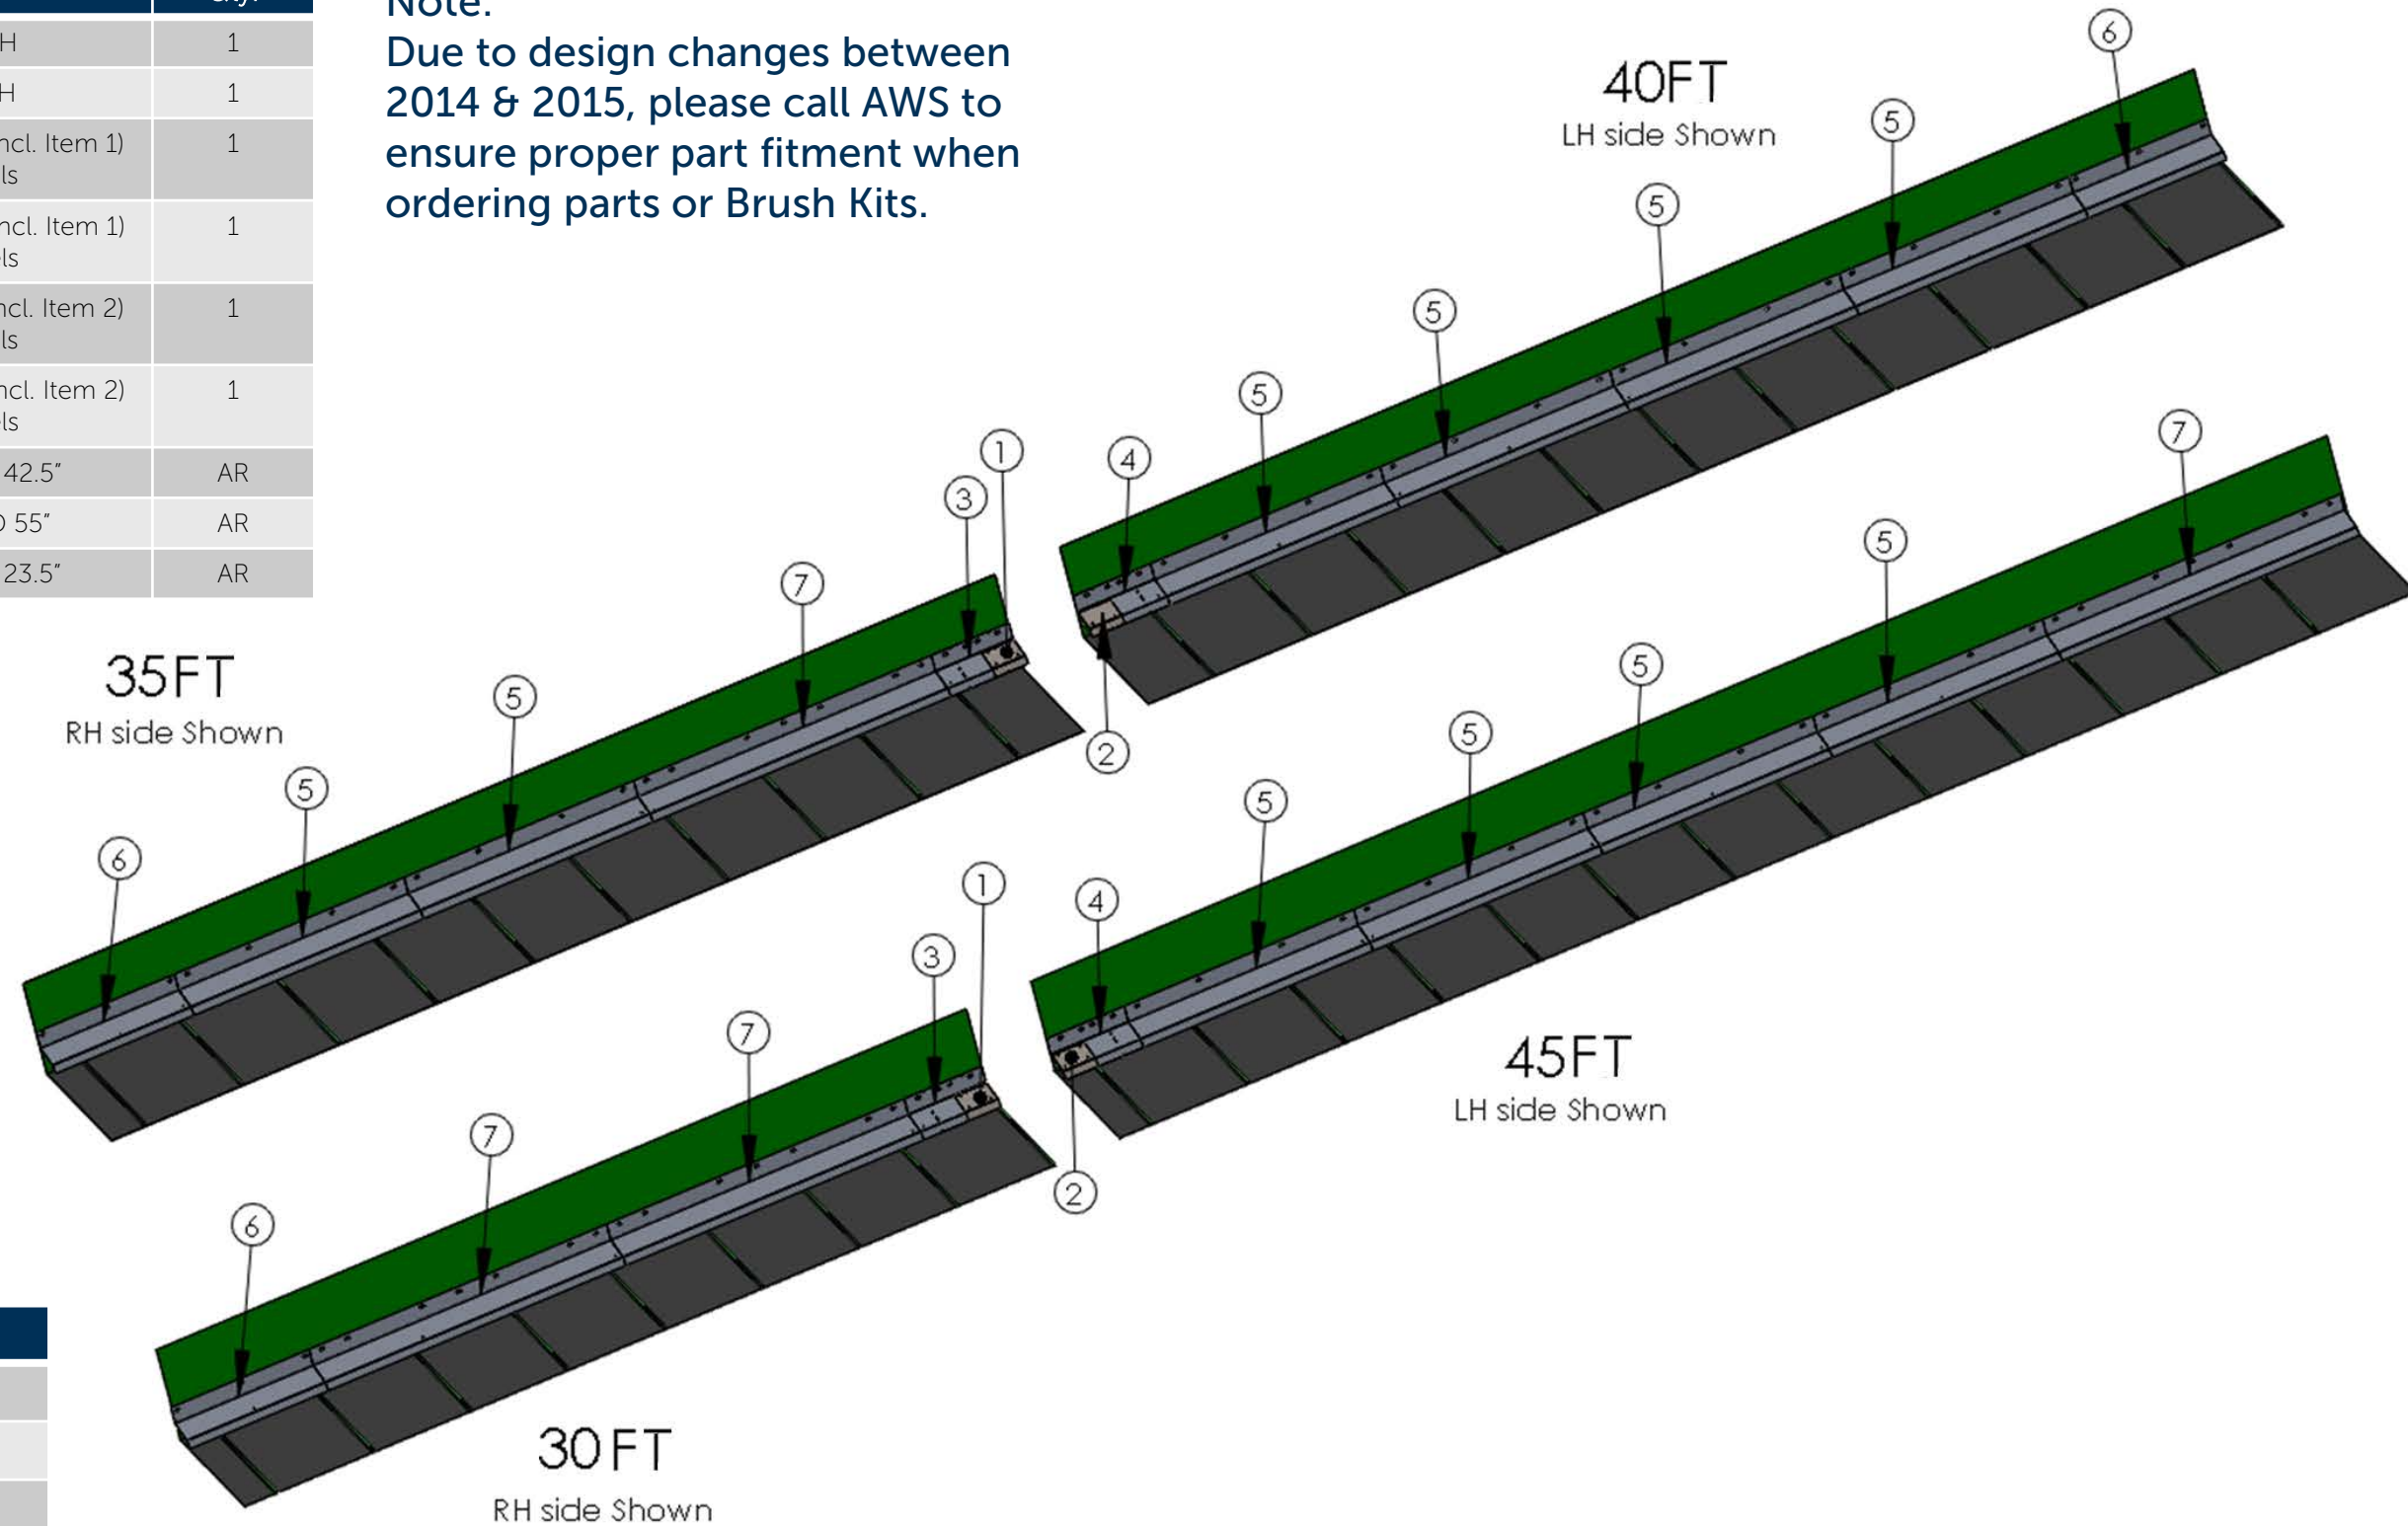 H 1
H 1
ncl. Item 1) 1
ls
ncl. Item 1) 1
els
ncl. Item 2) 1
ls
ncl. Item 2) 1
els
42.5" AR
55" AR
23.5" AR
Note:
Due to design changes between
2014 & 2015, please call AWS to
ensure proper part fitment when
ordering parts or Brush Kits.
40FT
LH side Shown
6
5
5
5
5
4
2
35FT
RH side Shown
1
3
7
5
5
6
45FT
LH side Shown
7
5
5
5
5
4
2
30FT
RH side Shown
1
3
7
7
6